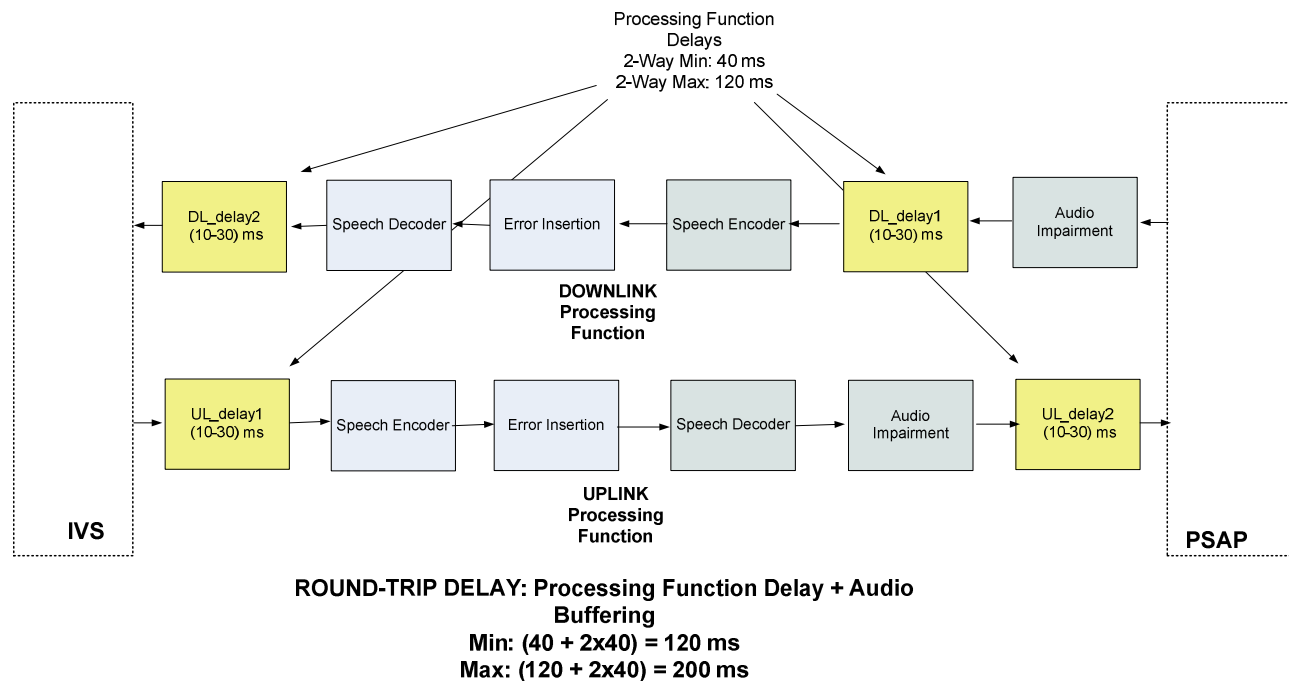 Processing Function
Delays
2-Way Min: 40 ms
2-Way Max: 120 ms
DL_delay2
(10-30) ms
Speech Decoder
Error Insertion
Speech Encoder
DL_delay1
(10-30) ms
Audio
Impairment
DOWNLINK
Processing
Function
UL_delay1
(10-30) ms
Speech Encoder
Error Insertion
Speech Decoder
Audio
Impairment
UL_delay2
(10-30) ms
UPLINK
Processing
Function
IVS
PSAP
ROUND-TRIP DELAY: Processing Function Delay + Audio
Buffering
Min: (40 + 2x40) = 120 ms
Max: (120 + 2x40) = 200 ms